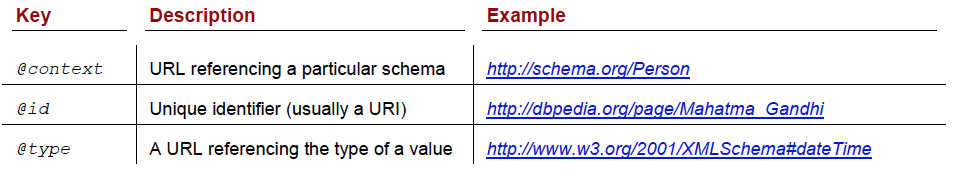 Key Description Example
@context URL referencing a particular schema http://schema.org/Person
@id Unique identifier (usually a URI) http://dbpedia.org/page/Mahatma_Gandhi
@type A URL referencing the type of a value http://www.w3.org/2001/XMLSchema#dateTime